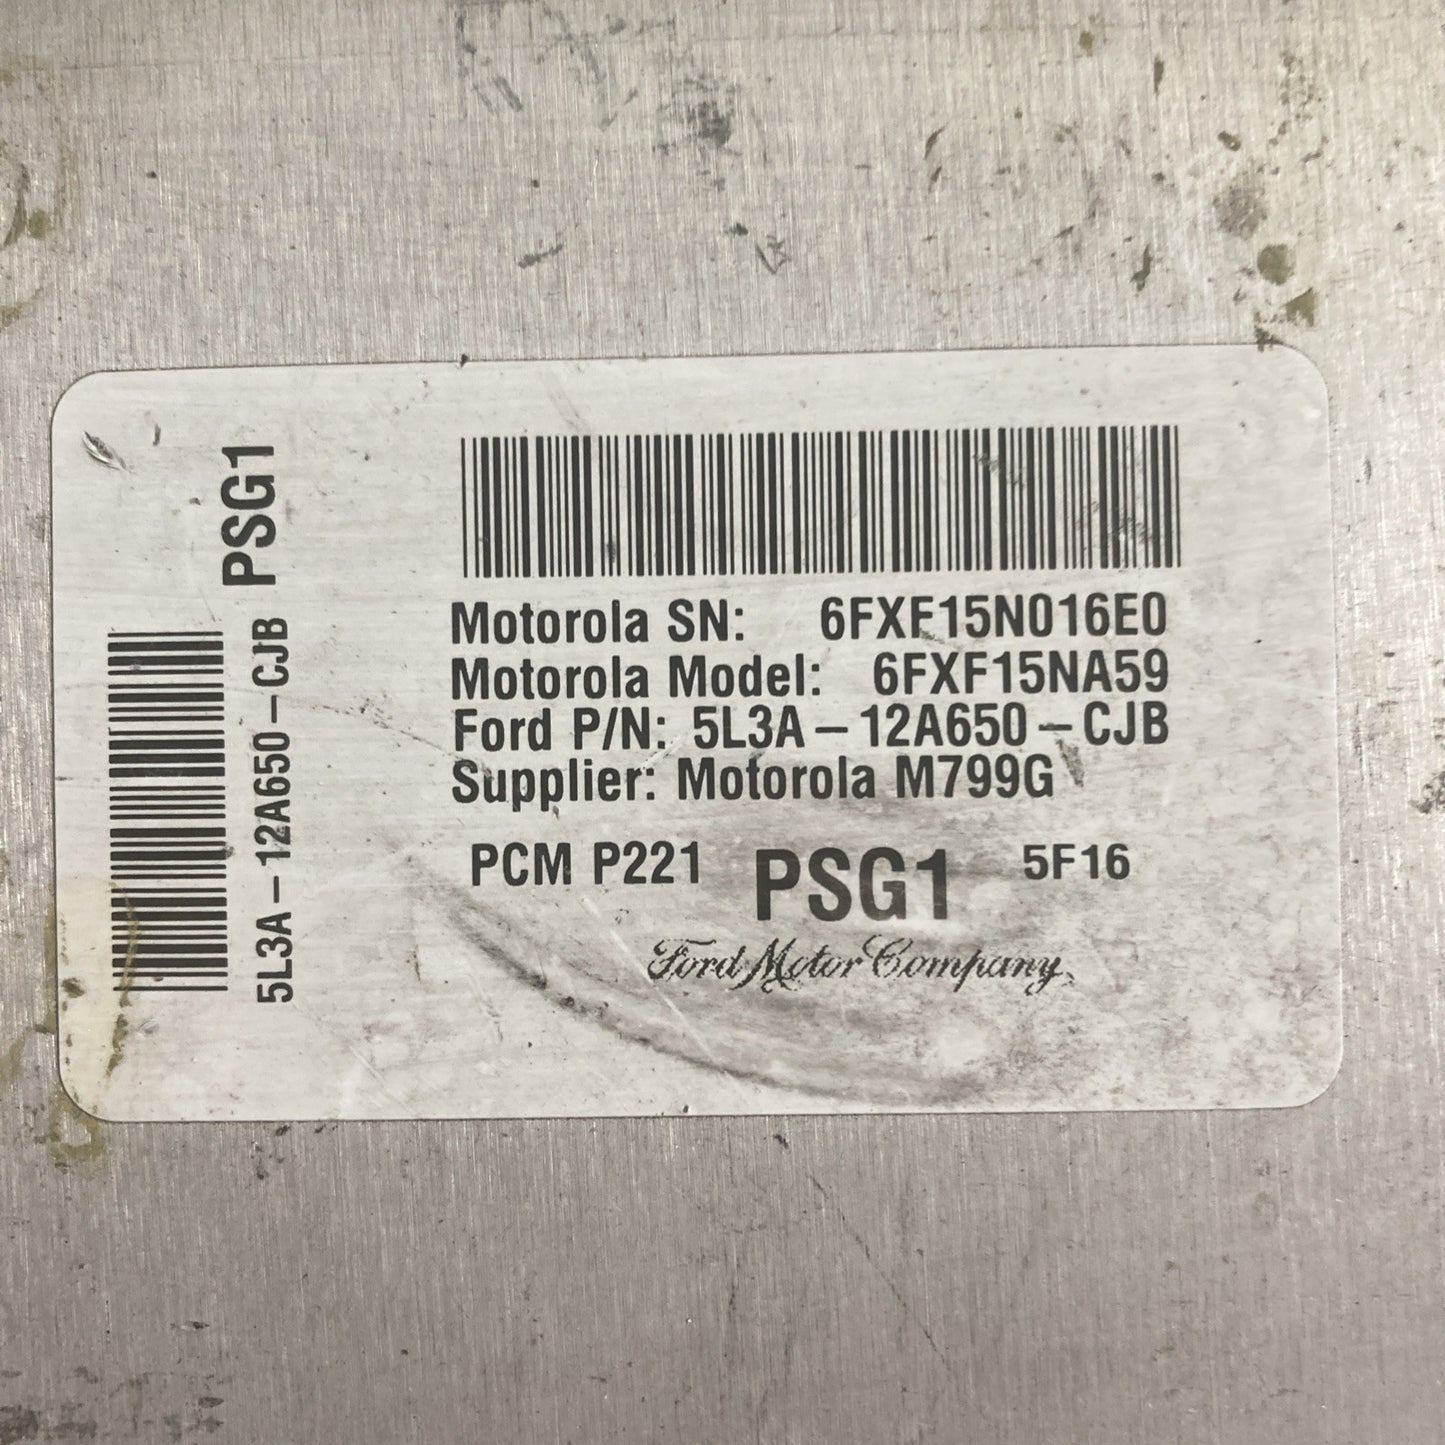 PSG1
5L3A-12A650-CJB
Motorola SN: 6FXF15N016E0
Motorola Model: 6FXF15NA59
Ford P/N: 5L3A-12A650-CJB
Supplier: Motorola M799G
PCM P221 PSG1 5F16
Ford Motor Company,